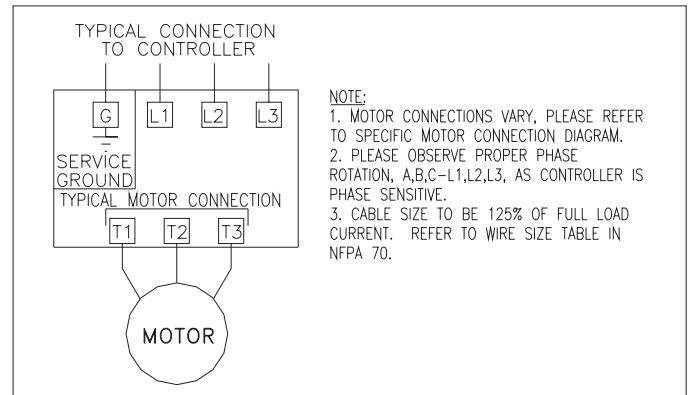 TYPICAL CONNECTION
TO CONTROLLER
G
L1
L2
L3
SERVICE
GROUND
TYPICAL MOTOR CONNECTION
T1
T2
T3
MOTOR
NOTE:
1. MOTOR CONNECTIONS VARY, PLEASE REFER
TO SPECIFIC MOTOR CONNECTION DIAGRAM.
2. PLEASE OBSERVE PROPER PHASE
ROTATION, A,B,C-L1,L2,L3, AS CONTROLLER IS
PHASE SENSITIVE.
3. CABLE SIZE TO BE 125% OF FULL LOAD
CURRENT. REFER TO WIRE SIZE TABLE IN
NFPA 70.